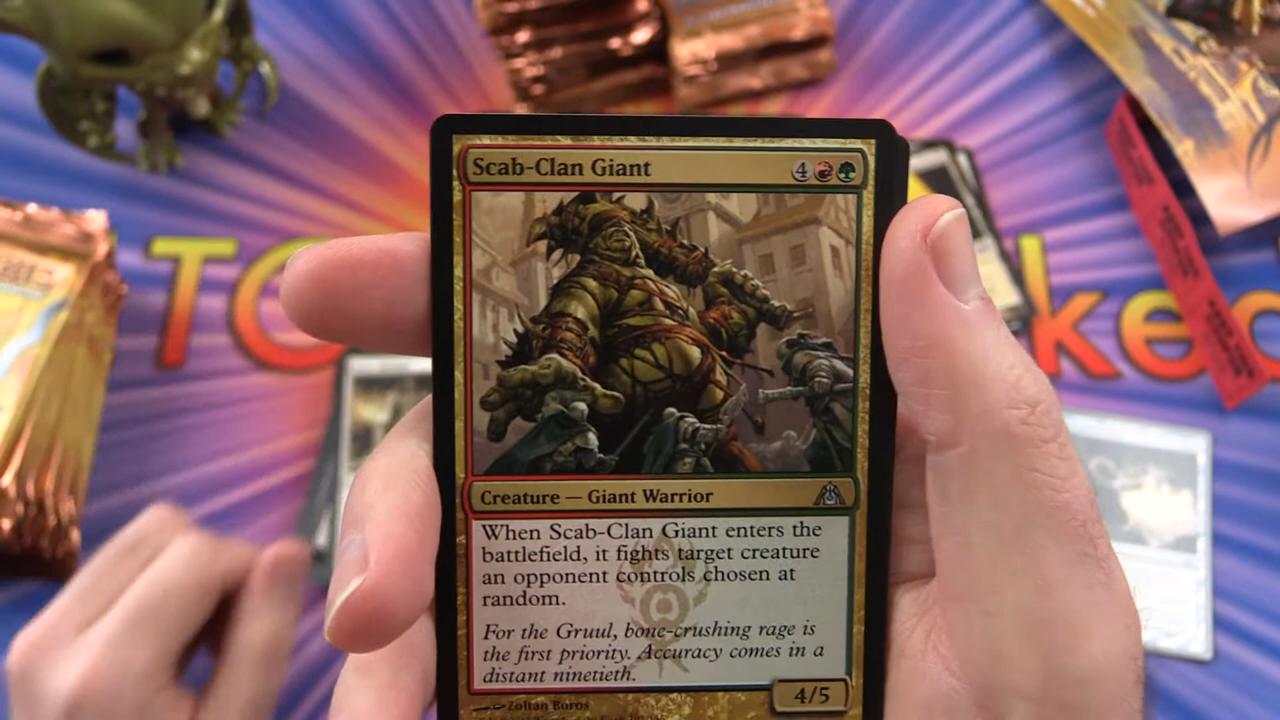 Scab-Clan Giant 4
Creature — Giant Warrior
When Scab-Clan Giant enters the
battlefield, it fights target creature
an opponent controls chosen at
random.
For the Gruul, bone-crushing rage is
the first priority. Accuracy comes in a
distant ninetieth.
4/5
Zoltan Boros